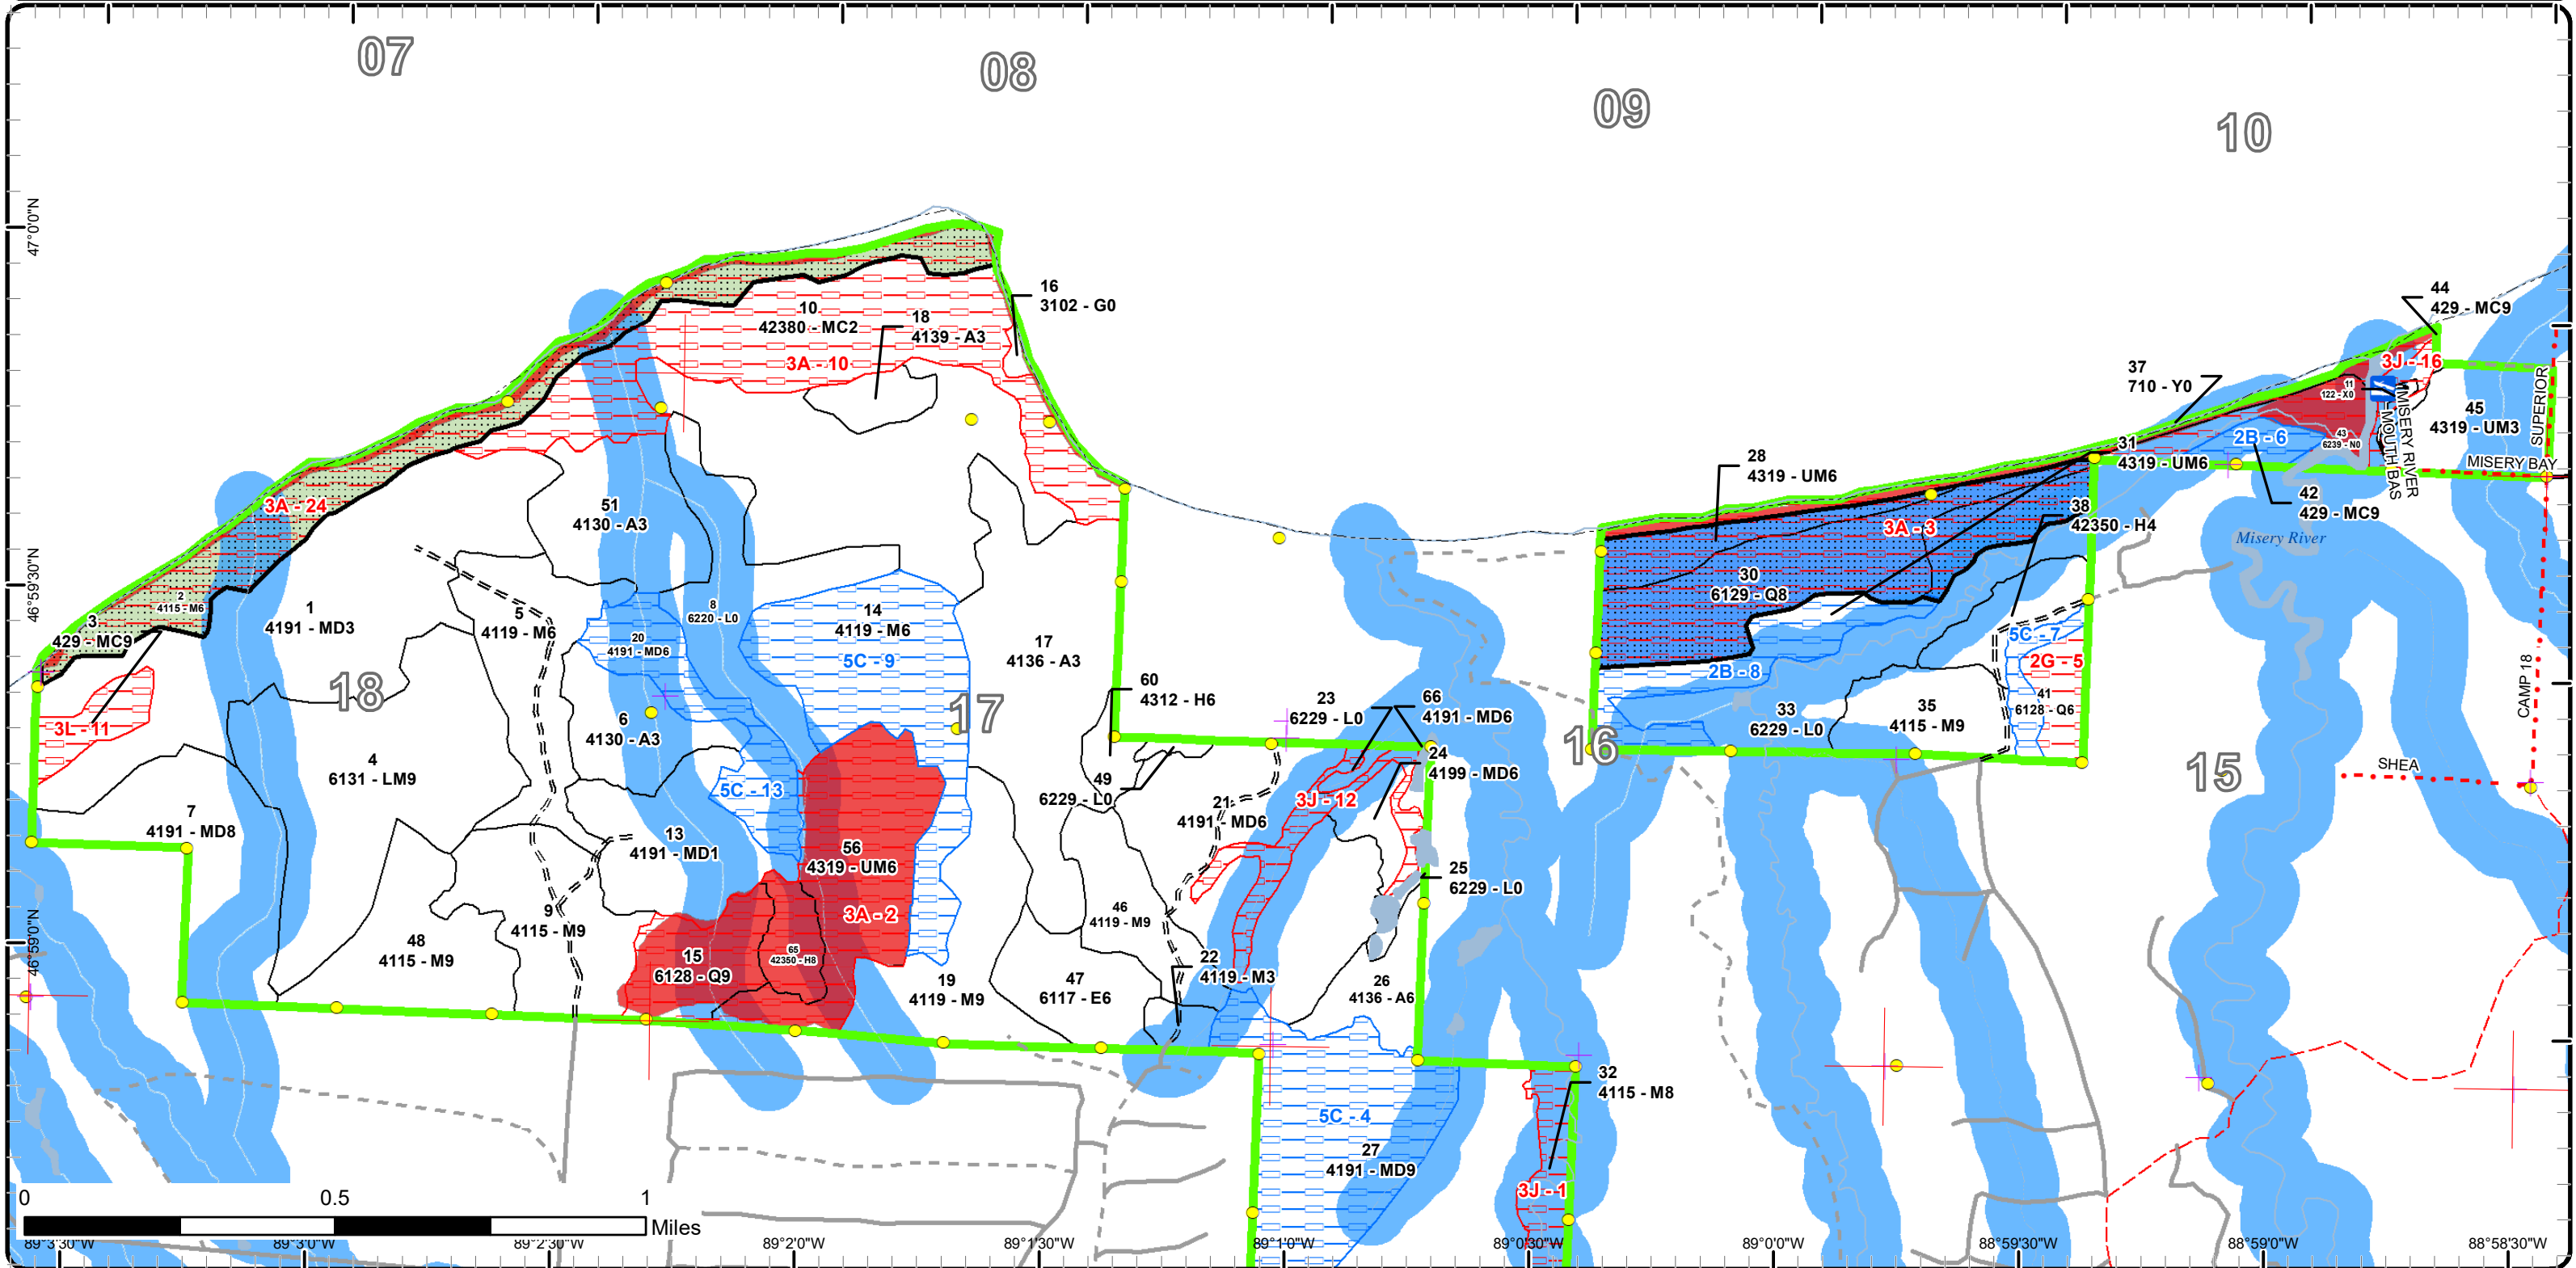 07
08
09
10
47°0'0"N
46°59'30"N
46°59'0"N
16
3102 - G0
10
42380 - MC2
18
4139 - A3
3A - 10
44
429 - MC9
3J - 16
37
710 - Y0
11
122 - X0
45
4319 - UM3
SUPERIOR
MISERY RIVER
MOUTH BAS
43
6239 - N0
2B - 6
31
4319 - UM6
MISERY BAY
28
4319 - UM6
42
429 - MC9
38
42350 - H4
3A - 3
Misery River
3A - 24
51
4130 - A3
30
6129 - Q8
2
4115 - M6
3
429 - MC9
1
4191 - MD3
5
4119 - M6
8
6220 - L0
14
4119 - M6
20
4191 - MD6
5C - 9
17
4136 - A3
5C - 7
2G - 5
2B - 8
41
6128 - Q6
18
17
16
15
3L - 11
60
4312 - H6
23
6229 - L0
66
4191 - MD6
33
6229 - L0
35
4115 - M9
CAMP 18
SHEA
6
4130 - A3
4
6131 - LM9
49
6229 - L0
24
4199 - MD6
3J - 12
5C - 13
21
4191 - MD6
7
4191 - MD8
13
4191 - MD1
56
4319 - UM6
25
6229 - L0
3A - 2
46
4119 - M9
9
4115 - M9
48
4115 - M9
15
6128 - Q9
65
42350 - H8
19
4119 - M9
47
6117 - E6
22
4119 - M3
26
4136 - A6
32
4115 - M8
5C - 4
27
4191 - MD9
3J - 1
0 0.5 1
Miles
89°3'30"W 89°3'0"W 89°2'30"W 89°2'0"W 89°1'30"W 89°1'0"W 89°0'30"W 89°0'0"W 88°59'30"W 88°59'0"W 88°58'30"W